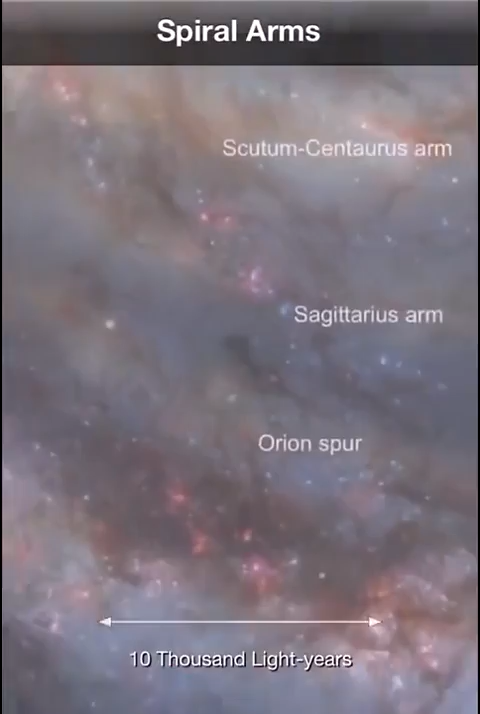 Spiral Arms
Scutum-Centaurus arm
Sagittarius arm
Orion spur
10 Thousand Light-years